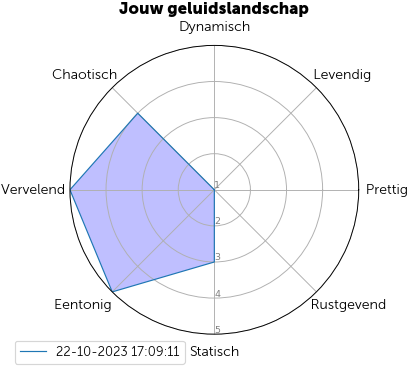 Jouw geluidslandschap
Dynamisch
Chaotisch
Levendig
Vervelend
Prettig
1
2
3
4
5
Eentonig
Rustgevend
Statisch
22-10-2023 17:09:11